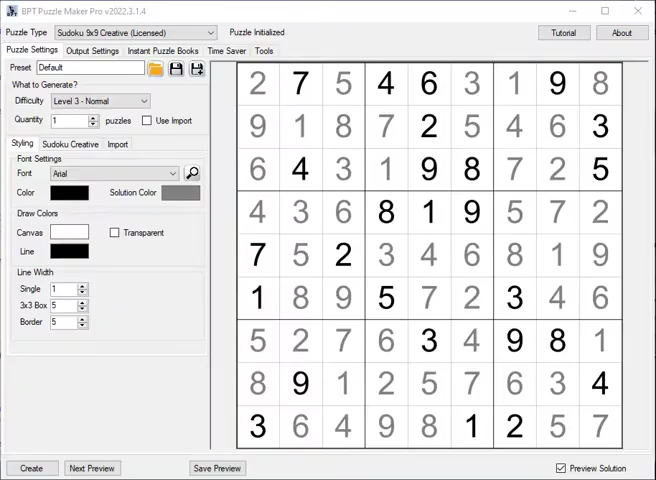 BPT Puzzle Maker Pro v2022.3.1.4
Puzzle Type Sudoku 9x9 Creative (Licensed) Puzzle Initialized Tutorial About
Puzzle Settings Output Settings Instant Puzzle Books Time Saver Tools
Preset Default
What to Generate?
Difficulty Level 3 - Normal
Quantity 1 puzzles Use Import
Styling Sudoku Creative Import
Font Settings
Font Arial
Color Solution Color
Draw Colors
Canvas Transparent
Line
Line Width
Single 1
3x3 Box 5
Border 5
2 7 5 4 6 3 1 9 8
9 1 8 7 2 5 4 6 3
6 4 3 1 9 8 7 2 5
4 3 6 8 1 9 5 7 2
7 5 2 3 4 6 8 1 9
1 8 9 5 7 2 3 4 6
5 2 7 6 3 4 9 8 1
8 9 1 2 5 7 6 3 4
3 6 4 9 8 1 2 5 7
Create Next Preview Save Preview Preview Solution